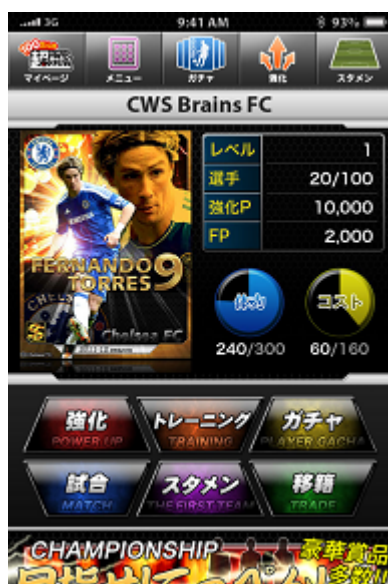 3G 9:41 AM 93%
マイページ メニュー ガチャ 強化 スタメン
CWS Brains FC
レベル 1
選手 20/100
強化P 10,000
FP 2,000
FERNANDO
TORRES 9
Chelsea FC
体力 コスト
240/300 60/160
強化 トレーニング ガチャ
POWER UP TRAINING PLAYER GACHA
試合 スタメン 移籍
MATCH THE FIRST TEAM TRADE
CHAMPIONSHIP 豪華賞品